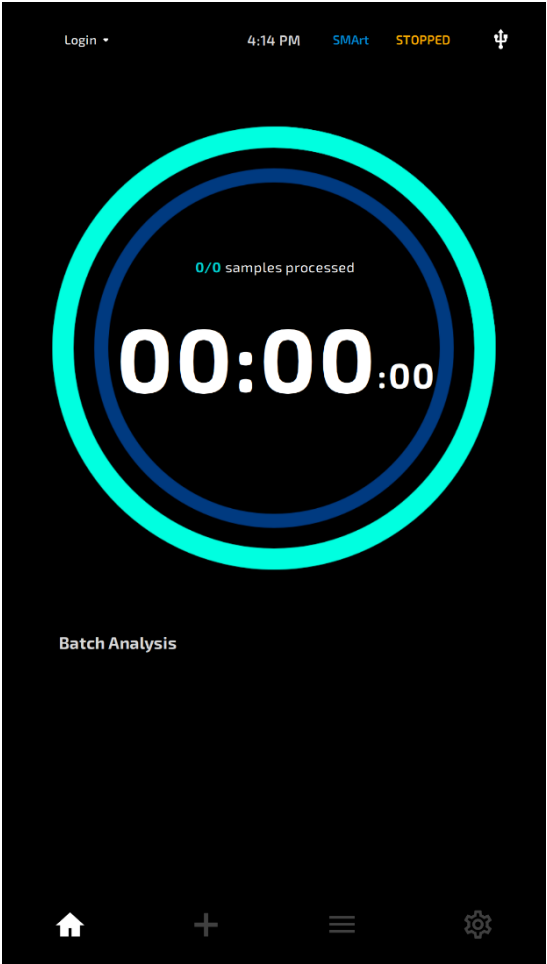 Login 4:14 PM SMArt STOPPED
0/0 samples processed
00:00:00
Batch Analysis